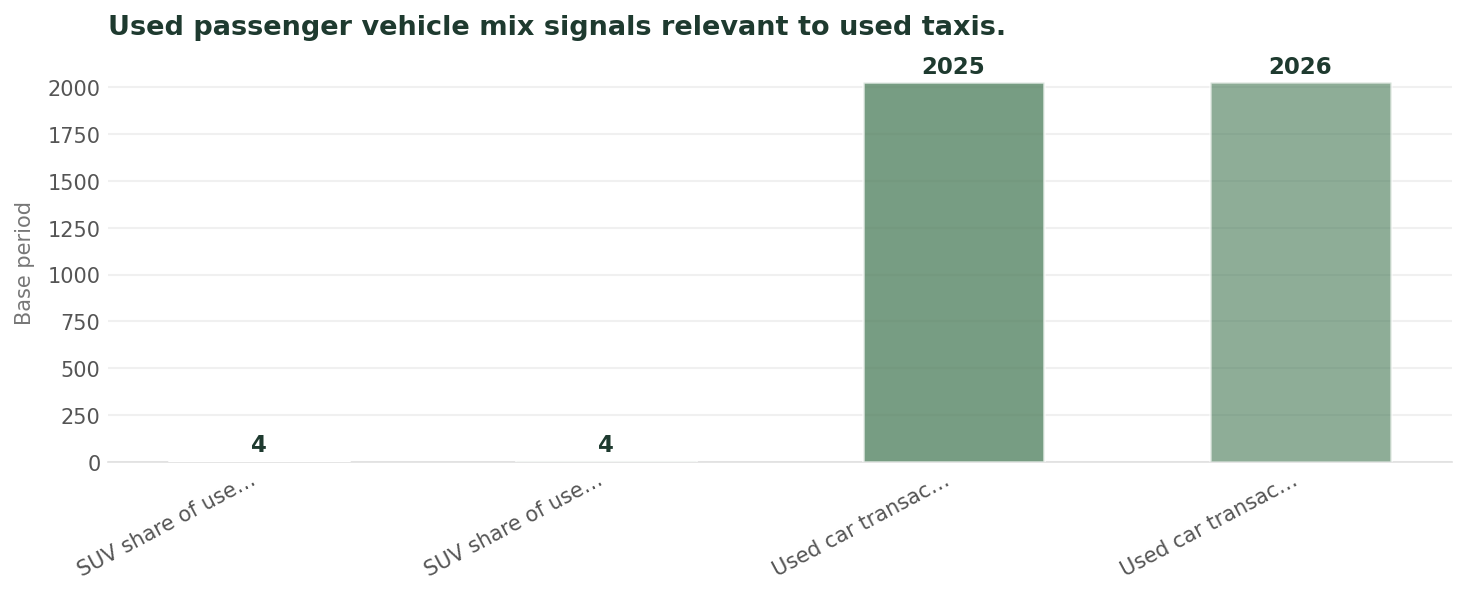 Used passenger vehicle mix signals relevant to used taxis.
2025
2026
2000
1750
1500
1250
1000
750
500
250
0
Base period
4
4
SUV share of use...
SUV share of use...
Used car transac...
Used car transac...